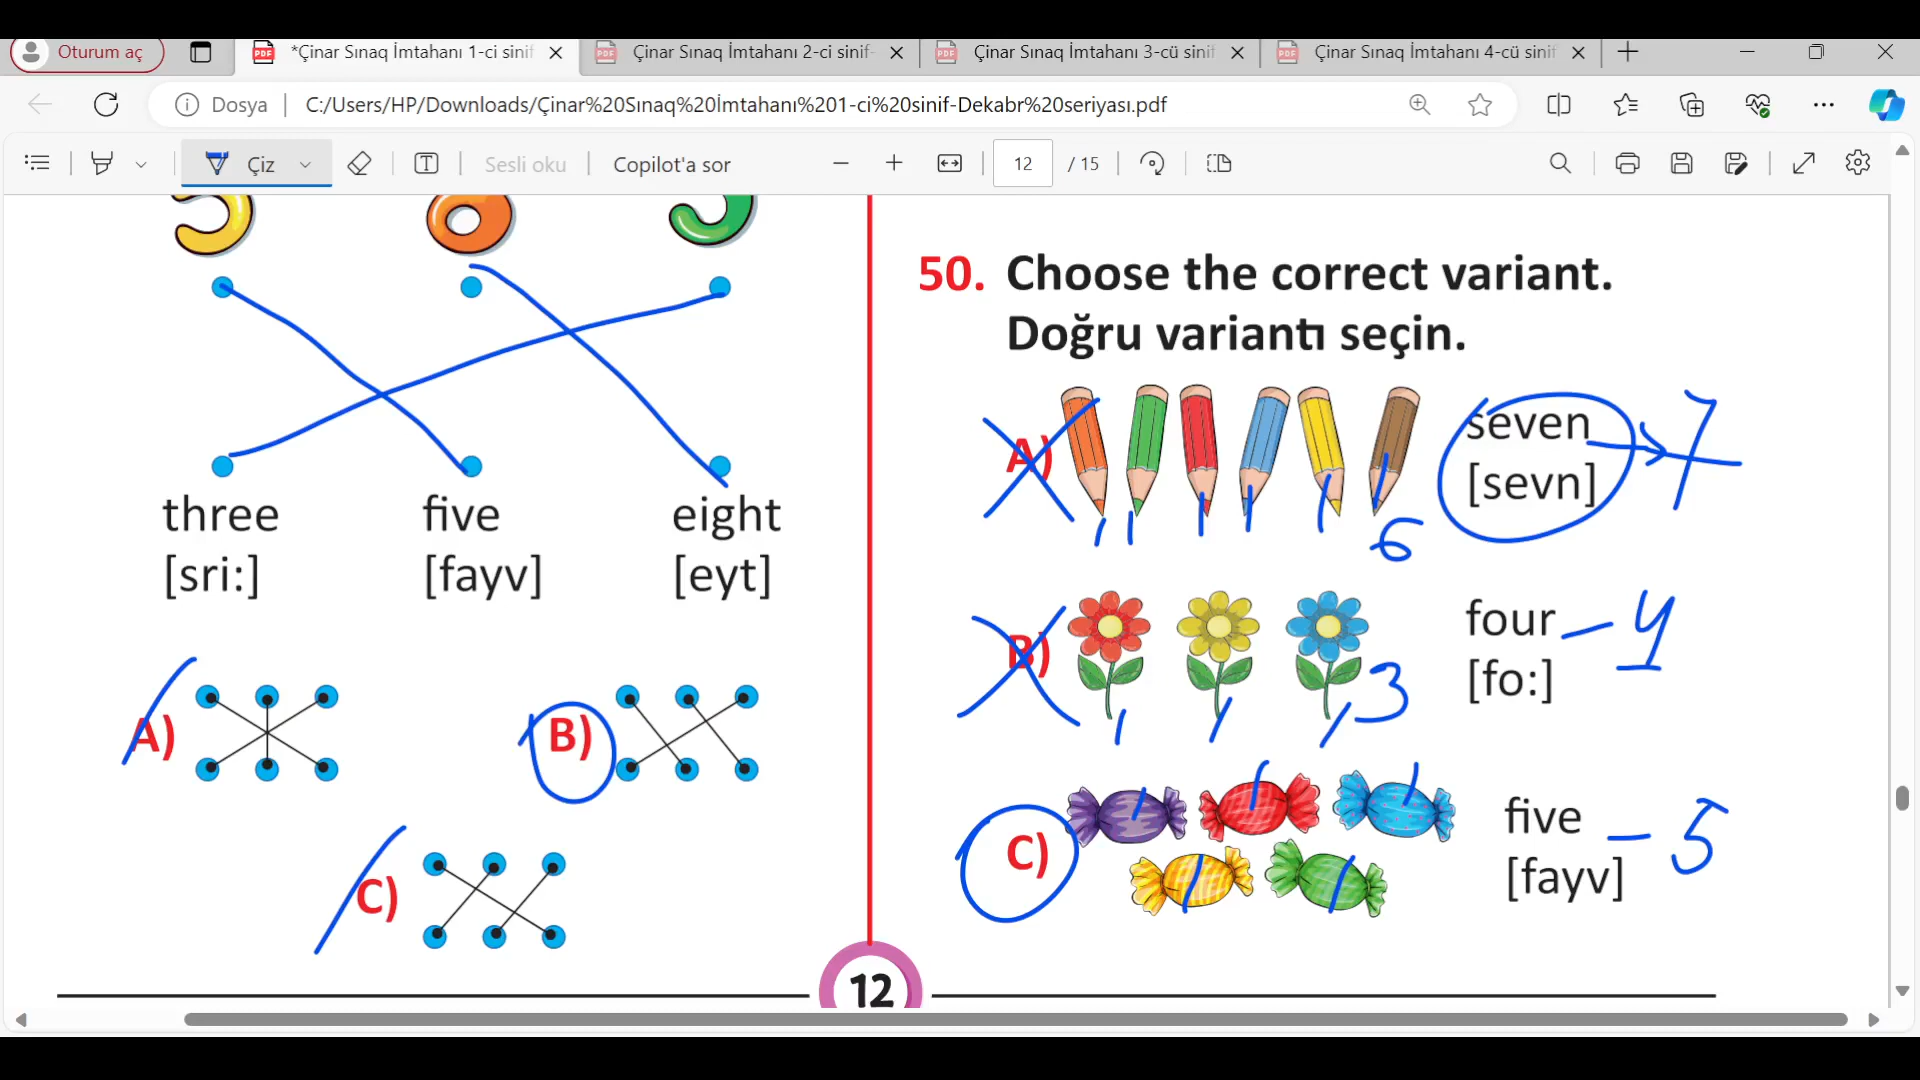 Oturum aç
*Çinar Sınaq İmtahanı 1-ci sinif
Çinar Sınaq İmtahanı 2-ci sinif-
Çinar Sınaq İmtahanı 3-cü sinif
Çinar Sınaq İmtahanı 4-cü sinif
Dosya
C:/Users/HP/Downloads/Çinar%20Sınaq%20İmtahanı%201-ci%20sinif-Dekabr%20seriyası.pdf
Çiz
Sesli oku
Copilot'a sor
12 / 15
5 8 3
three five eight
[sri:] [fayv] [eyt]
A)
B)
C)
50. Choose the correct variant.
Doğru variantı seçin.
A)
6
seven
[sevn]
7
B)
3
four – 4
[fo:]
C)
five – 5
[fayv]
12